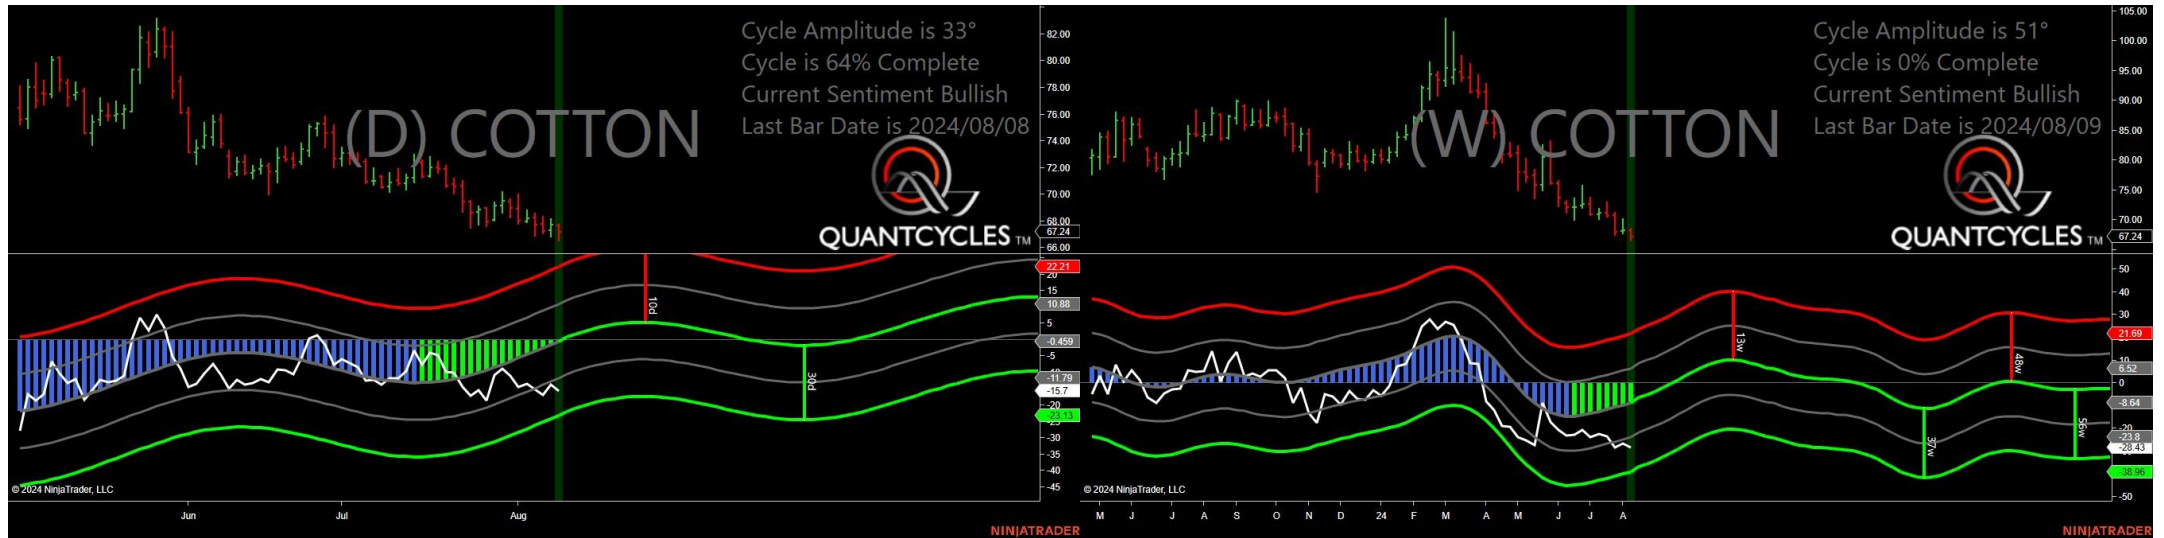 Cycle Amplitude is 33°
Cycle is 64% Complete
Current Sentiment Bullish
Last Bar Date is 2024/08/08
(D) COTTON
QUANTCYCLES TM
82.00
80.00
78.00
76.00
74.00
72.00
70.00
68.00
67.24
66.00
22.21
20
15
10.88
5
-0.459
-5
-11.79
-15.7
-20
-23.13
-30
-35
-40
-45
10d
30d
© 2024 NinjaTrader, LLC
Jun
Jul
Aug
NINJATRADER
Cycle Amplitude is 51°
Cycle is 0% Complete
Current Sentiment Bullish
Last Bar Date is 2024/08/09
(W) COTTON
QUANTCYCLES TM
105.00
100.00
95.00
90.00
85.00
80.00
75.00
70.00
67.24
50
40
30
21.69
10
6.52
0
-8.64
-20
-23.8
-28.43
-38.96
-50
13w
37w
48w
56w
© 2024 NinjaTrader, LLC
M J J A S O N D 24 F M A M J J A
NINJATRADER